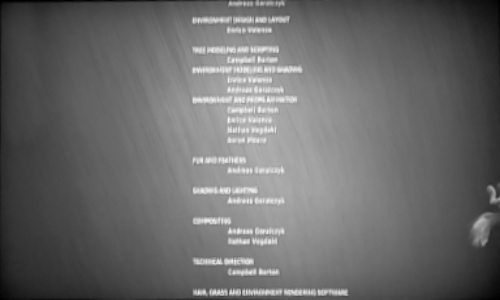 Andreas Goralczyk
ENVIRONMENT DESIGN AND LAYOUT
Enrico Valenza
TREE MODELING AND SCRIPTING
Campbell Barton
ENVIRONMENT MODELING AND SHADING
Enrico Valenza
Andreas Goralczyk
ENVIRONMENT AND PROPS ANIMATION
Campbell Barton
Enrico Valenza
Nathan Vegdahl
FUR AND FEATHERS
Andreas Goralczyk
SHADING AND LIGHTING
Andreas Goralczyk
COMPOSITING
Andreas Goralczyk
Nathan Vegdahl
TECHNICAL DIRECTION
Campbell Barton
HAIR, GRASS AND ENVIRONMENT RENDERING SOFTWARE